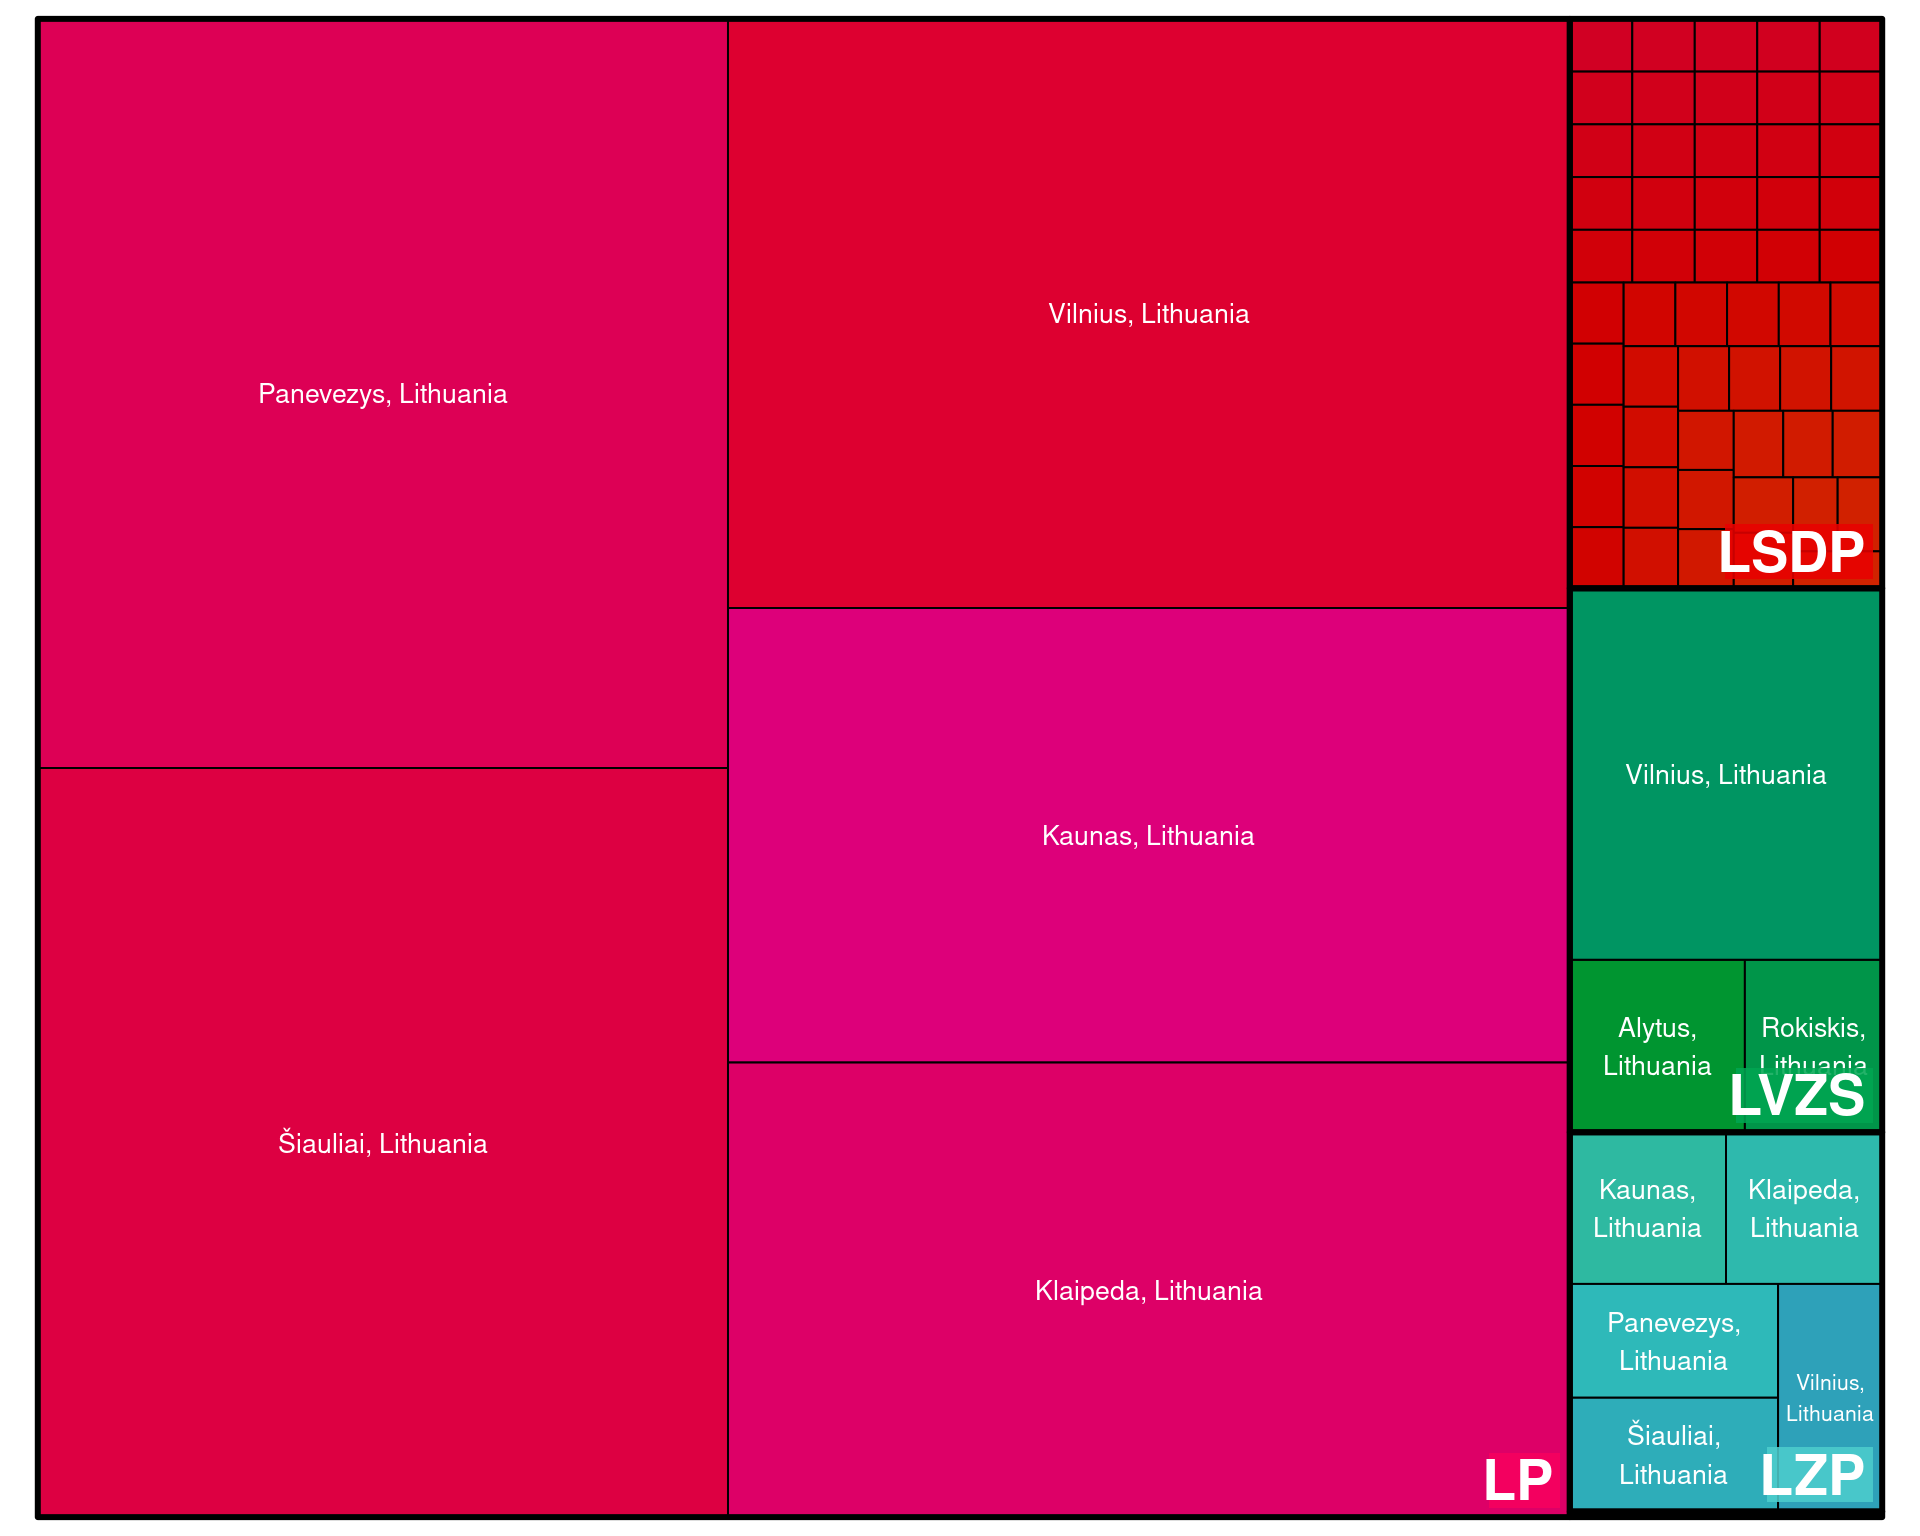 Panevezys, Lithuania
Šiauliai, Lithuania
Vilnius, Lithuania
Kaunas, Lithuania
Klaipeda, Lithuania
LP
LSDP
Vilnius, Lithuania
Alytus,
Lithuania
Rokiskis,
Lithuania
LVZS
Kaunas,
Lithuania
Klaipeda,
Lithuania
Panevezys,
Lithuania
Šiauliai,
Lithuania
Vilnius,
Lithuania
LZP